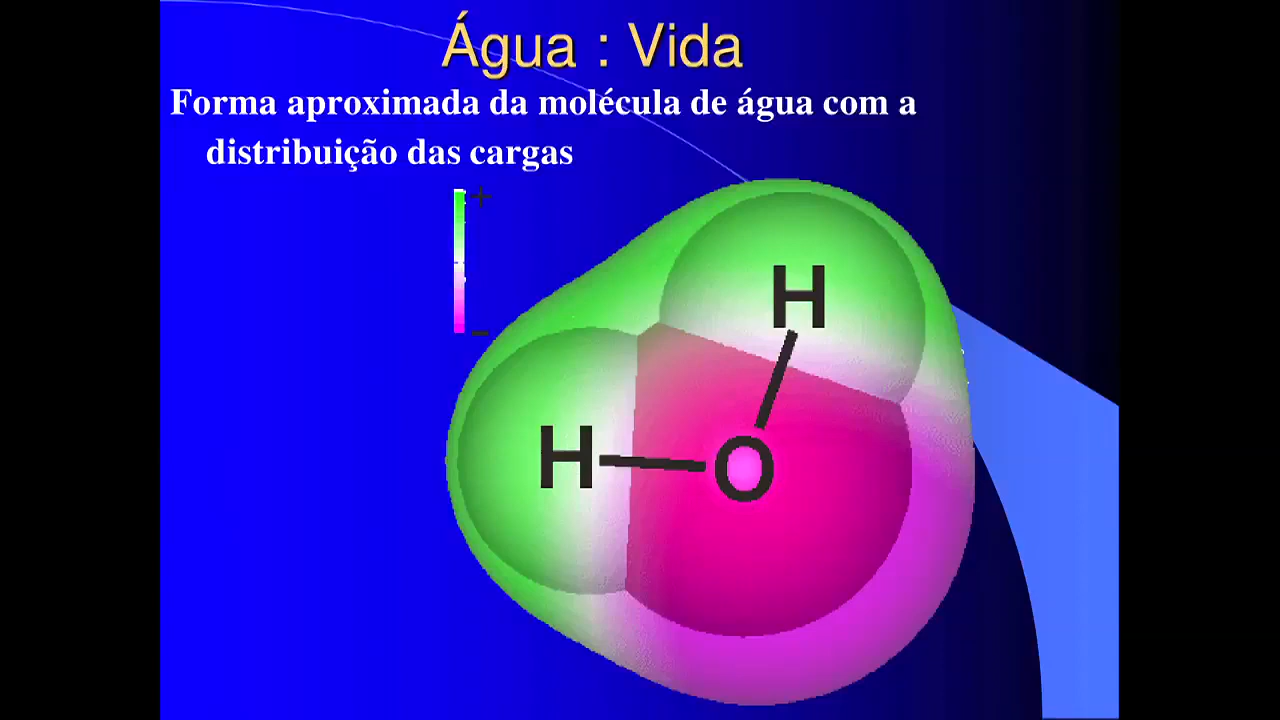 Água : Vida
Forma aproximada da molécula de água com a
distribuição das cargas
+
−
H
H
O